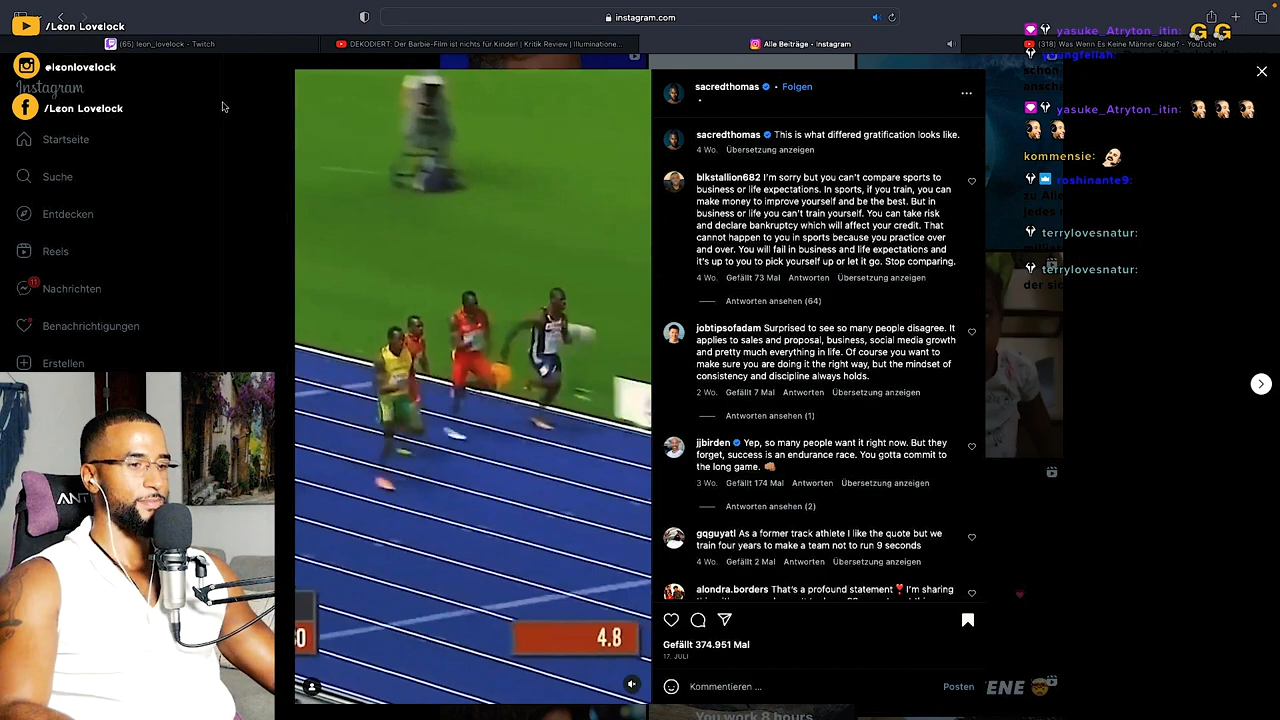 /Leon Lovelock
@leonlovelock
/Leon Lovelock
instagram.com
(65) leon_lovelock - Twitch
DEKODIERT: Der Barbie-Film ist nichts für Kinder! | Kritik Review | Illuminatione...
Alle Beiträge • Instagram
(318) Was Wenn Es Keine Männer Gäbe? - YouTube
Instagram
Startseite
Suche
Entdecken
Reels
11
Nachrichten
Benachrichtigungen
Erstellen
4.8
sacredthomas • Folgen
•
sacredthomas This is what differed gratification looks like.
4 Wo. Übersetzung anzeigen
blkstallion682 I'm sorry but you can't compare sports to
business or life expectations. In sports, if you train, you can
make money to improve yourself and be the best. But in
business or life you can't train yourself. You can take risk
and declare bankruptcy which will affect your credit. That
cannot happen to you in sports because you practice over
and over. You will fail in business and life expectations and
it's up to you to pick yourself up or let it go. Stop comparing.
4 Wo. Gefällt 73 Mal Antworten Übersetzung anzeigen
Antworten ansehen (64)
jobtipsofadam Surprised to see so many people disagree. It
applies to sales and proposal, business, social media growth
and pretty much everything in life. Of course you want to
make sure you are doing it the right way, but the mindset of
consistency and discipline always holds.
2 Wo. Gefällt 7 Mal Antworten Übersetzung anzeigen
Antworten ansehen (1)
jjbirden Yep, so many people want it right now. But they
forget, success is an endurance race. You gotta commit to
the long game. 👊🏽
3 Wo. Gefällt 174 Mal Antworten Übersetzung anzeigen
Antworten ansehen (2)
gqguyatl As a former track athlete I like the quote but we
train four years to make a team not to run 9 seconds
4 Wo. Gefällt 2 Mal Antworten Übersetzung anzeigen
alondra.borders That's a profound statement❣️ I'm sharing
Gefällt 374.951 Mal
17. JULI
Kommentieren ...
Posten
yasuke_Atryton_itin:
youngfellah:
schon
yasuke_Atryton_itin:
kommensie:
roshinante9:
terrylovesnatur:
terrylovesnatur:
You work 8 hours